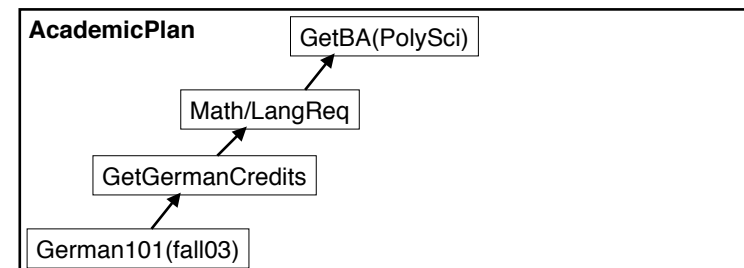 AcademicPlan
GetBA(PolySci)
Math/LangReq
GetGermanCredits
German101(fall03)